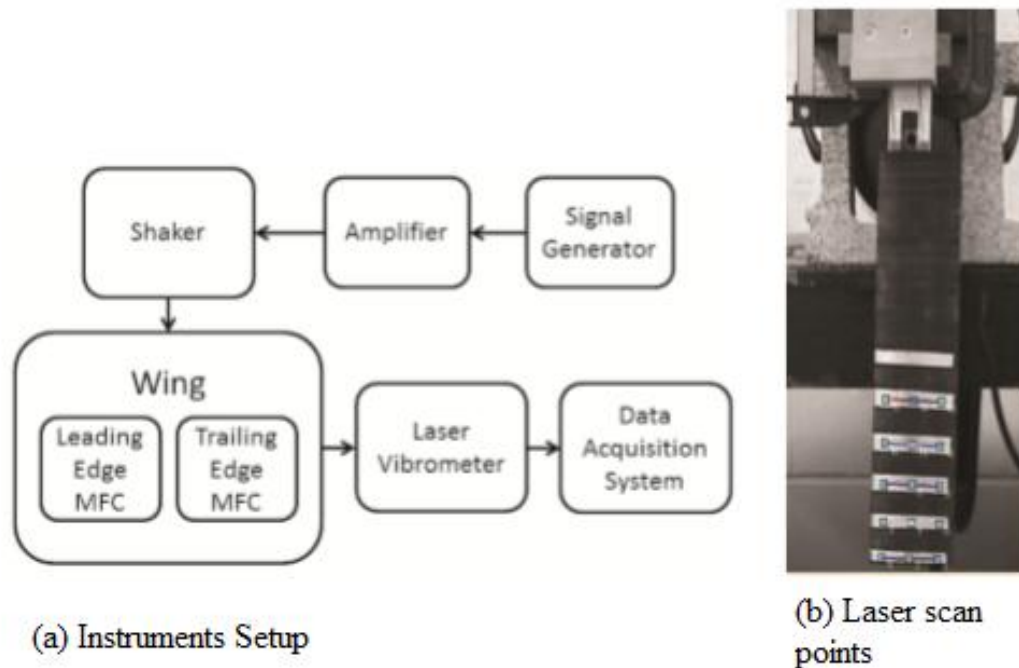 Shaker
Amplifier
Signal
Generator
Wing
Leading
Edge
MFC
Trailing
Edge
MFC
Laser
Vibrometer
Data
Acquisition
System
(a) Instruments Setup
(b) Laser scan
points